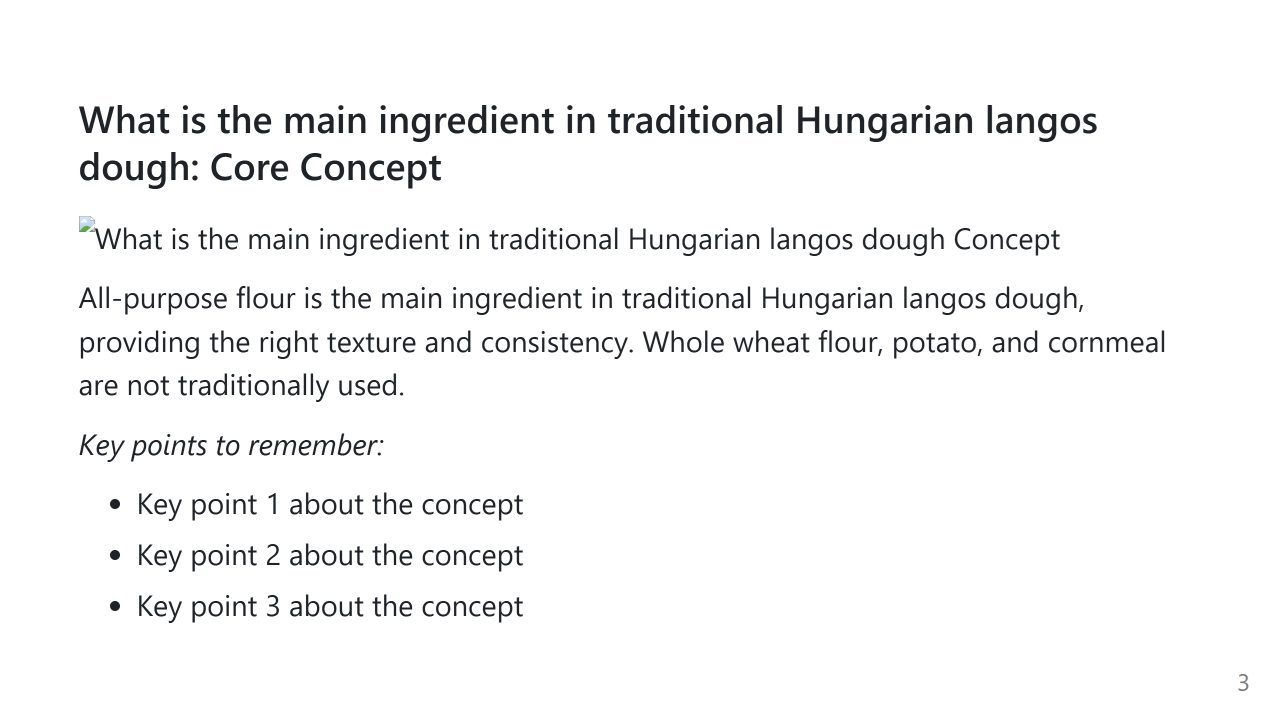 What is the main ingredient in traditional Hungarian langos
dough: Core Concept
What is the main ingredient in traditional Hungarian langos dough Concept
All-purpose flour is the main ingredient in traditional Hungarian langos dough,
providing the right texture and consistency. Whole wheat flour, potato, and cornmeal
are not traditionally used.
Key points to remember:
• Key point 1 about the concept
• Key point 2 about the concept
• Key point 3 about the concept
3